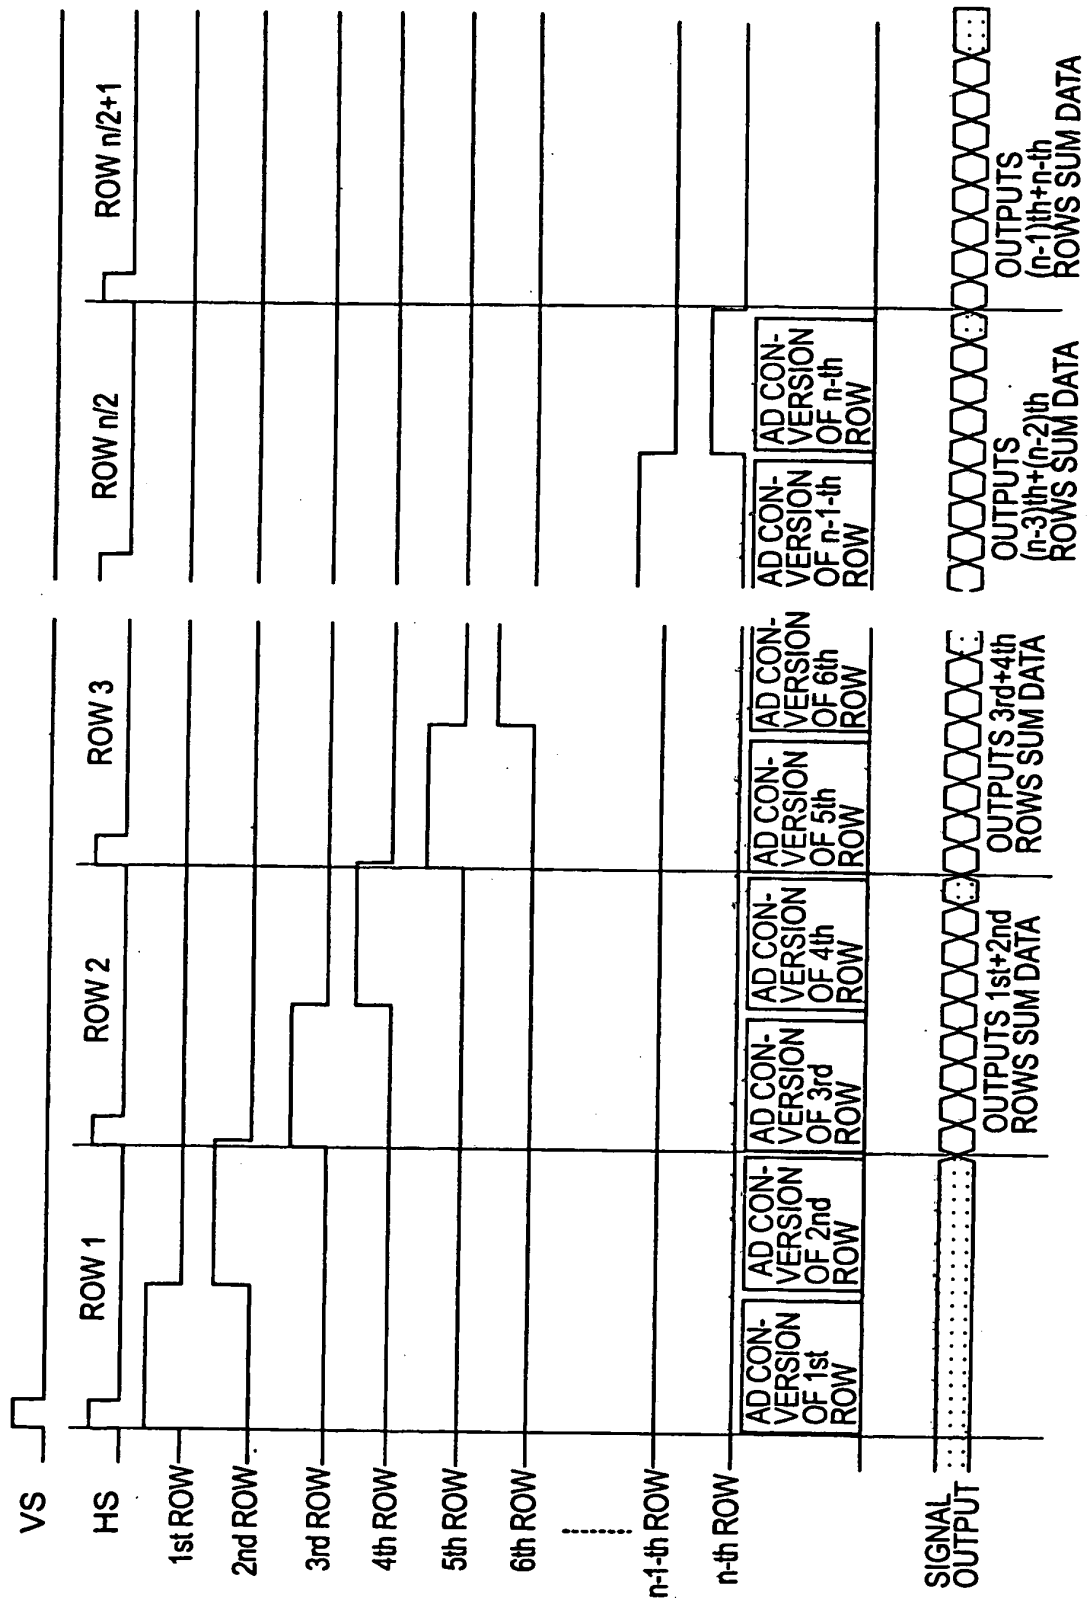 VS
HS
ROW 1
ROW 2
ROW 3
ROW n/2
ROW n/2+1
1st ROW
2nd ROW
3rd ROW
4th ROW
5th ROW
6th ROW
n-1-th ROW
n-th ROW
AD CON-
VERSION
OF 1st
ROW
AD CON-
VERSION
OF 2nd
ROW
AD CON-
VERSION
OF 3rd
ROW
AD CON-
VERSION
OF 4th
ROW
AD CON-
VERSION
OF 5th
ROW
AD CON-
VERSION
OF 6th
ROW
AD CON-
VERSION
OF n-1-th
ROW
AD CON-
VERSION
OF n-th
ROW
SIGNAL
OUTPUT
OUTPUTS 1st+2nd
ROWS SUM DATA
OUTPUTS 3rd+4th
ROWS SUM DATA
OUTPUTS
(n-3)th+(n-2)th
ROWS SUM DATA
OUTPUTS
(n-1)th+n-th
ROWS SUM DATA